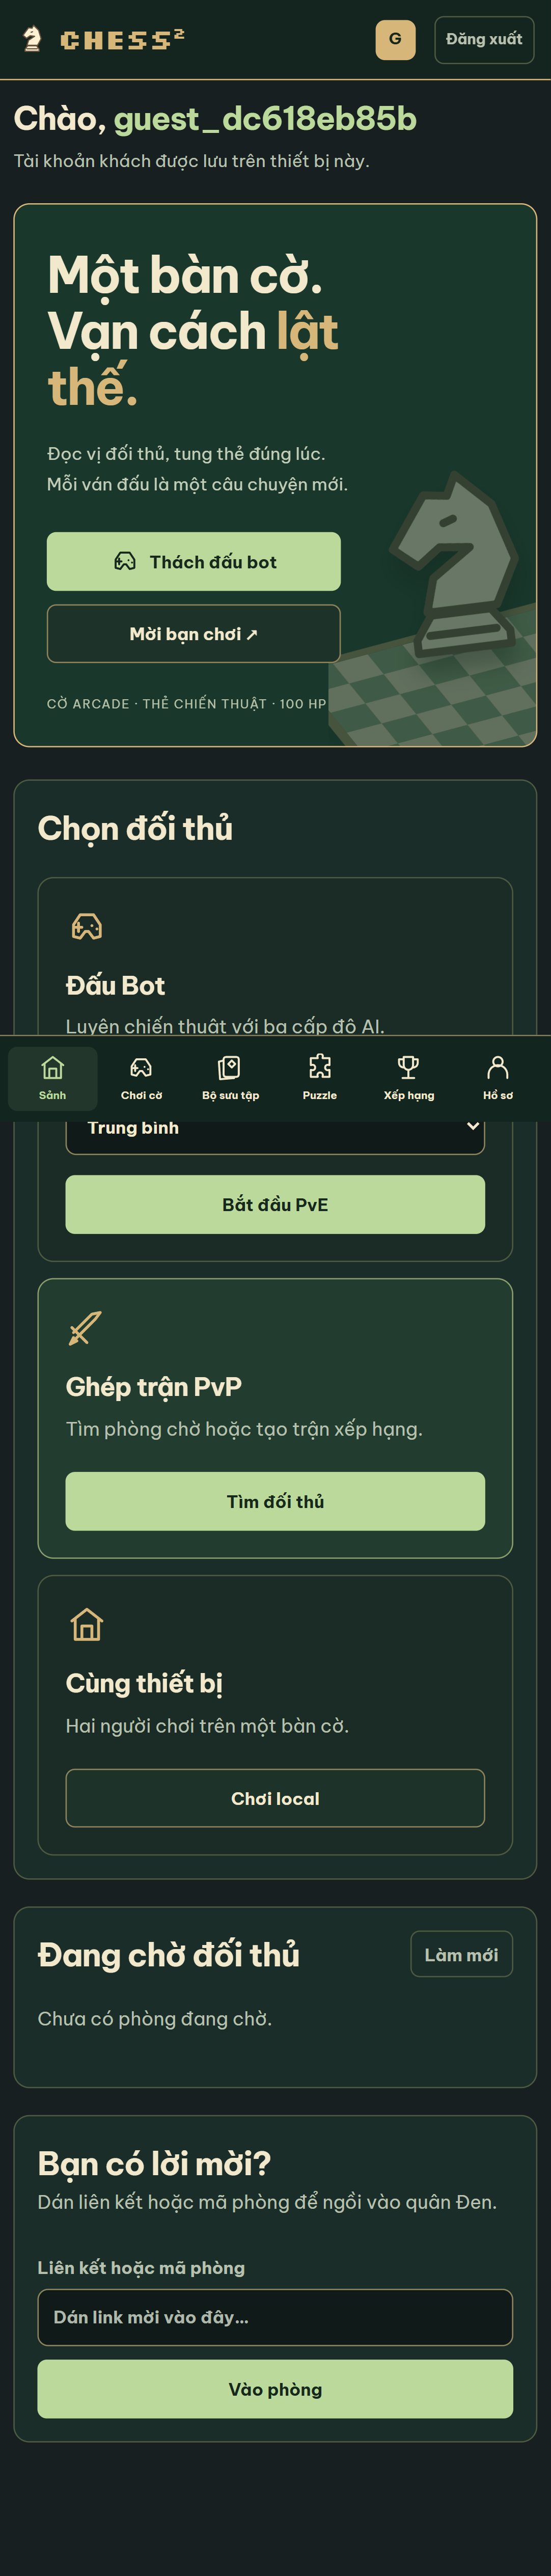 CHESS²
G
Đăng xuất
Chào, guest_dc618eb85b
Tài khoản khách được lưu trên thiết bị này.
Một bàn cờ.
Vạn cách lật
thế.
Đọc vị đối thủ, tung thẻ đúng lúc.
Mỗi ván đấu là một câu chuyện mới.
Thách đấu bot
Mời bạn chơi ↗
CỜ ARCADE · THẺ CHIẾN THUẬT · 100 HP
Chọn đối thủ
Đấu Bot
Luyện chiến thuật với ba cấp độ AI.
Sảnh
Chơi cờ
Bộ sưu tập
Puzzle
Xếp hạng
Hồ sơ
Trung bình
Bắt đầu PvE
Ghép trận PvP
Tìm phòng chờ hoặc tạo trận xếp hạng.
Tìm đối thủ
Cùng thiết bị
Hai người chơi trên một bàn cờ.
Chơi local
Đang chờ đối thủ
Làm mới
Chưa có phòng đang chờ.
Bạn có lời mời?
Dán liên kết hoặc mã phòng để ngồi vào quân Đen.
Liên kết hoặc mã phòng
Dán link mời vào đây...
Vào phòng